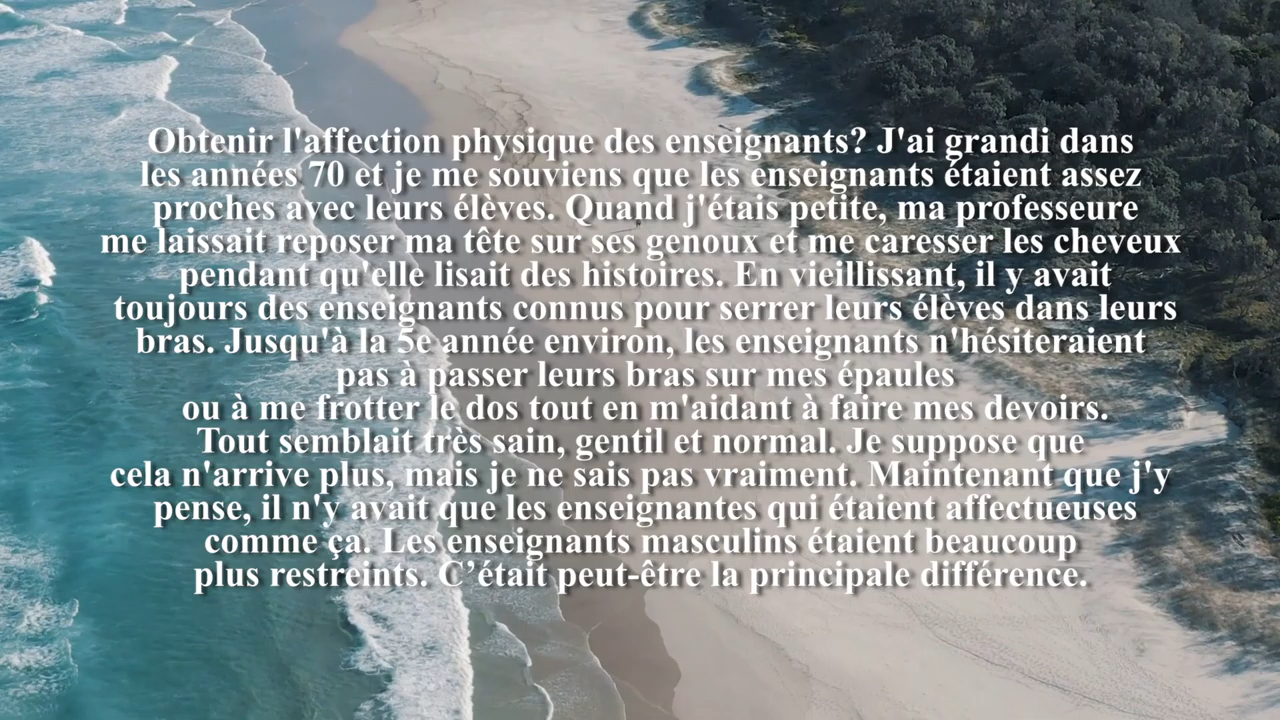 Obtenir l'affection physique des enseignants? J'ai grandi dans
les années 70 et je me souviens que les enseignants étaient assez
proches avec leurs élèves. Quand j'étais petite, ma professeure
me laissait reposer ma tête sur ses genoux et me caresser les cheveux
pendant qu'elle lisait des histoires. En vieillissant, il y avait
toujours des enseignants connus pour serrer leurs élèves dans leurs
bras. Jusqu'à la 5e année environ, les enseignants n'hésiteraient
pas à passer leurs bras sur mes épaules
ou à me frotter le dos tout en m'aidant à faire mes devoirs.
Tout semblait très sain, gentil et normal. Je suppose que
cela n'arrive plus, mais je ne sais pas vraiment. Maintenant que j'y
pense, il n'y avait que les enseignantes qui étaient affectueuses
comme ça. Les enseignants masculins étaient beaucoup
plus restreints. C’était peut-être la principale différence.